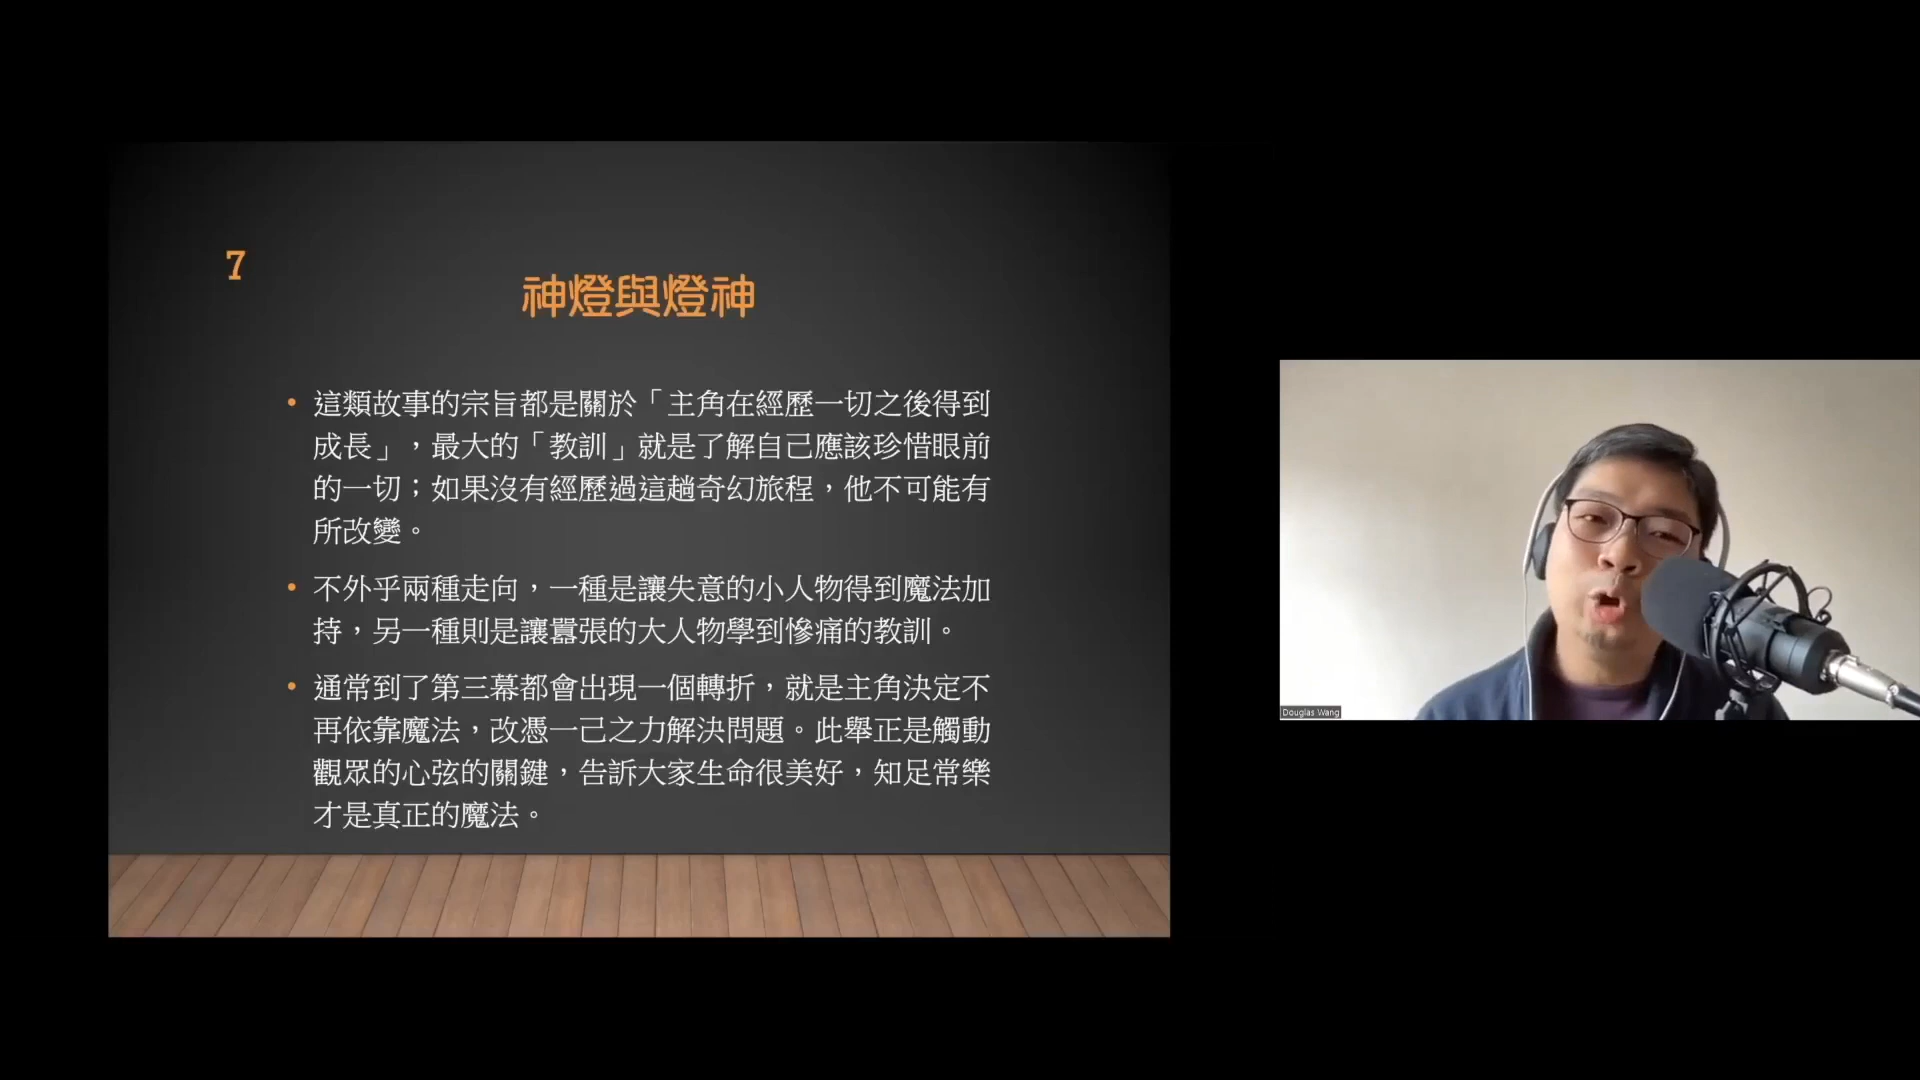 7
神燈與燈神
• 這類故事的宗旨都是關於「主角在經歷一切之後得到
成長」，最大的「教訓」就是了解自己應該珍惜眼前
的一切；如果沒有經歷過這趟奇幻旅程，他不可能有
所改變。
• 不外乎兩種走向，一種是讓失意的小人物得到魔法加
持，另一種則是讓囂張的大人物學到慘痛的教訓。
• 通常到了第三幕都會出現一個轉折，就是主角決定不
再依靠魔法，改憑一己之力解決問題。此舉正是觸動
觀眾的心弦的關鍵，告訴大家生命很美好，知足常樂
才是真正的魔法。
Douglas Wang